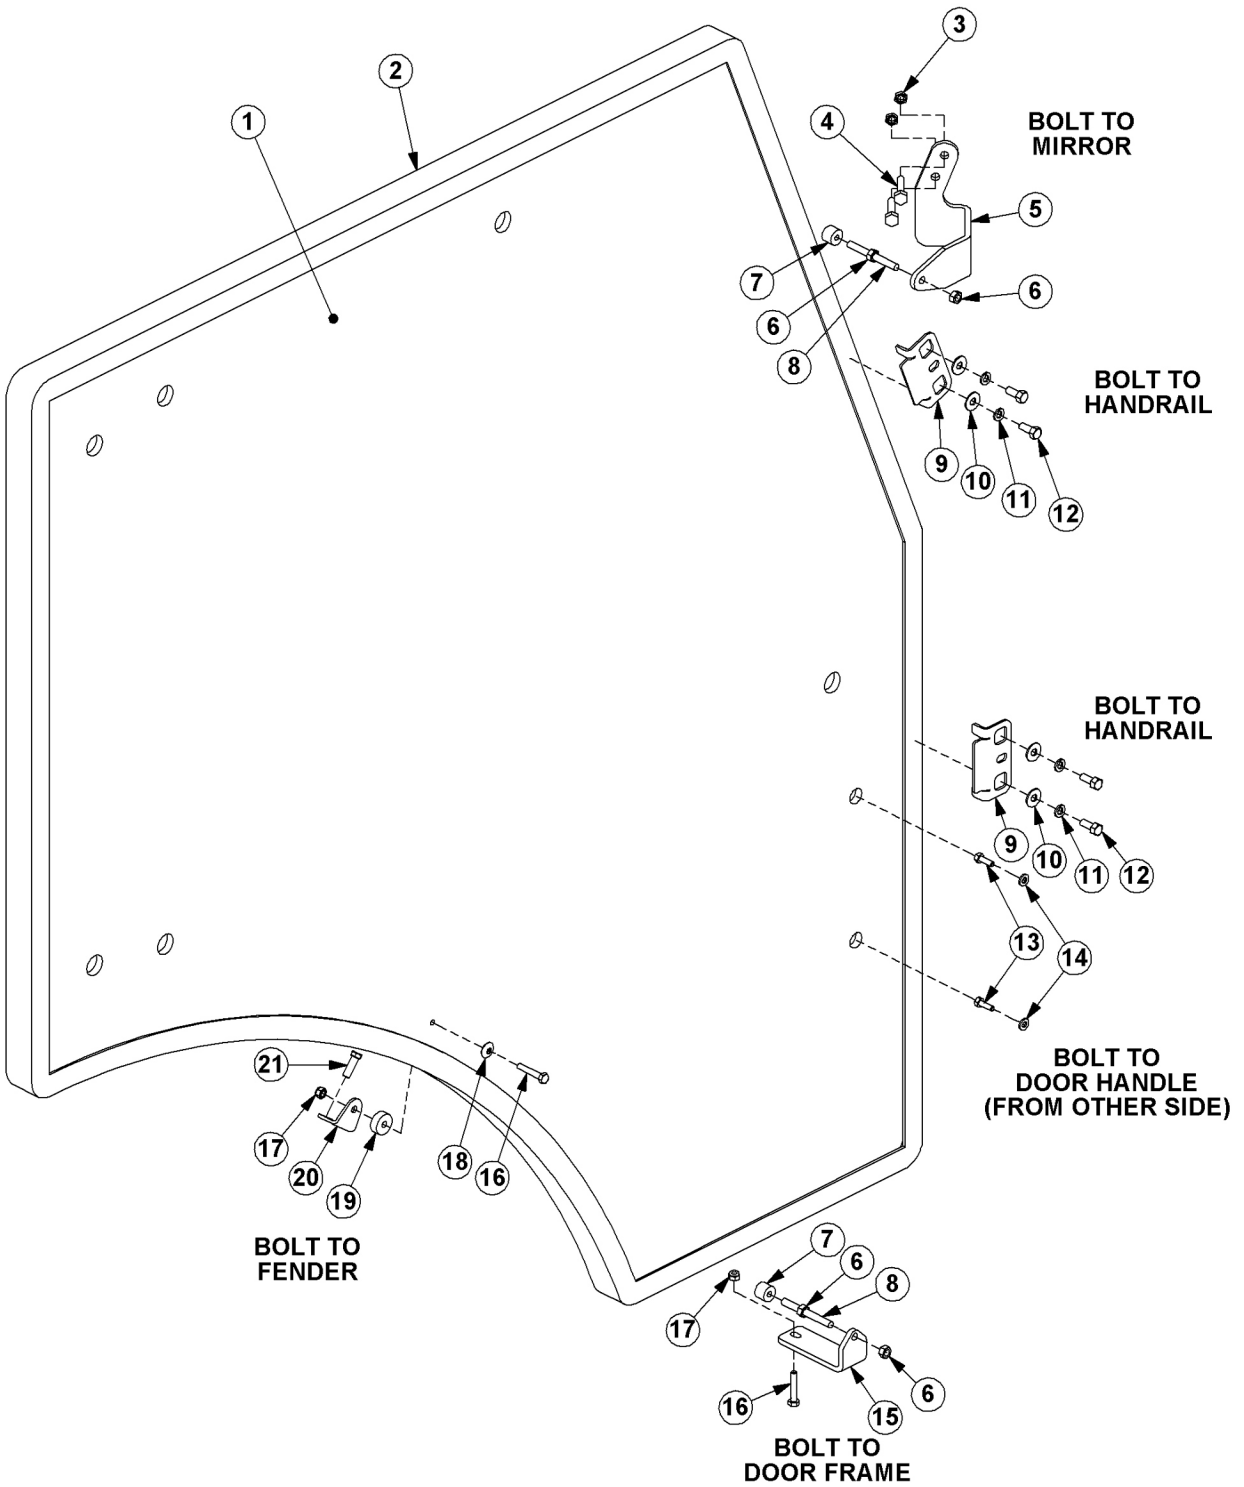 3
2
1
4
BOLT TO
MIRROR
5
7
6
6
8
BOLT TO
HANDRAIL
9
10
11
12
BOLT TO
HANDRAIL
9
10
11
12
13
14
BOLT TO
DOOR HANDLE
(FROM OTHER SIDE)
21
17
20
19
18
16
BOLT TO
FENDER
7
6
8
17
6
16
15
BOLT TO
DOOR FRAME